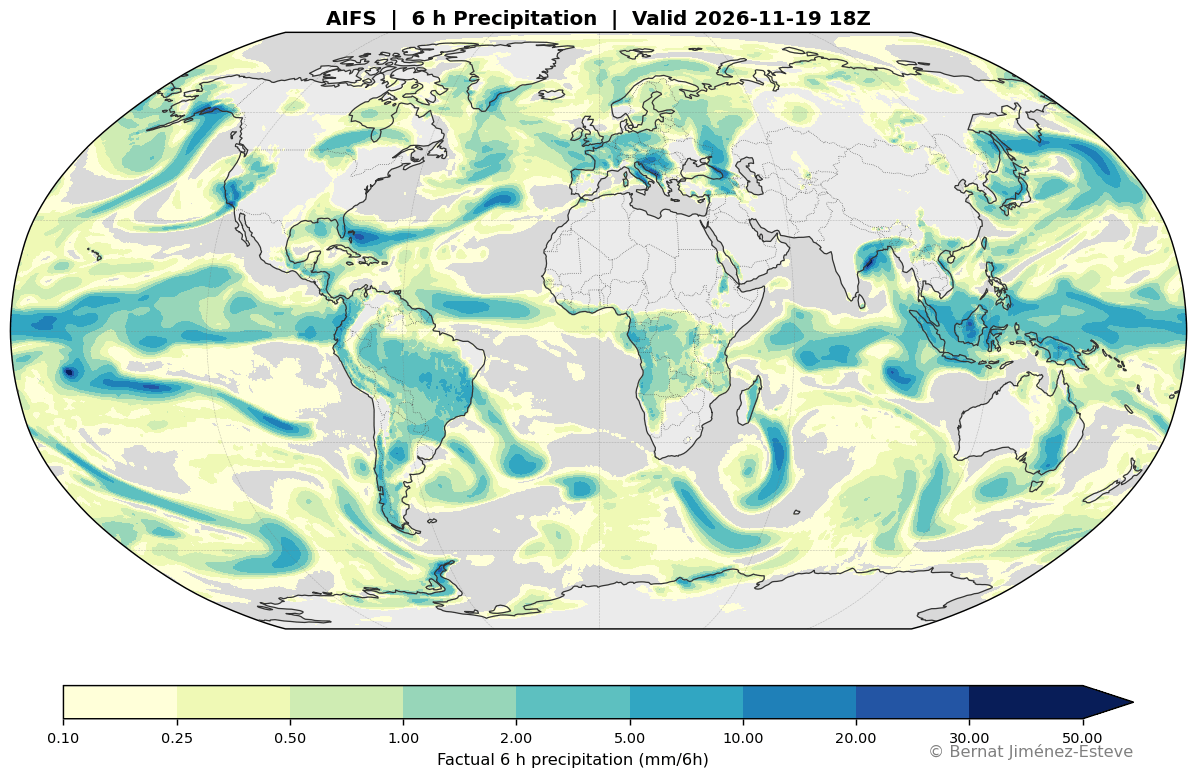 AIFS | 6 h Precipitation | Valid 2026-11-19 18Z
0.10 0.25 0.50 1.00 2.00 5.00 10.00 20.00 30.00 50.00
Factual 6 h precipitation (mm/6h)
© Bernat Jiménez-Esteve